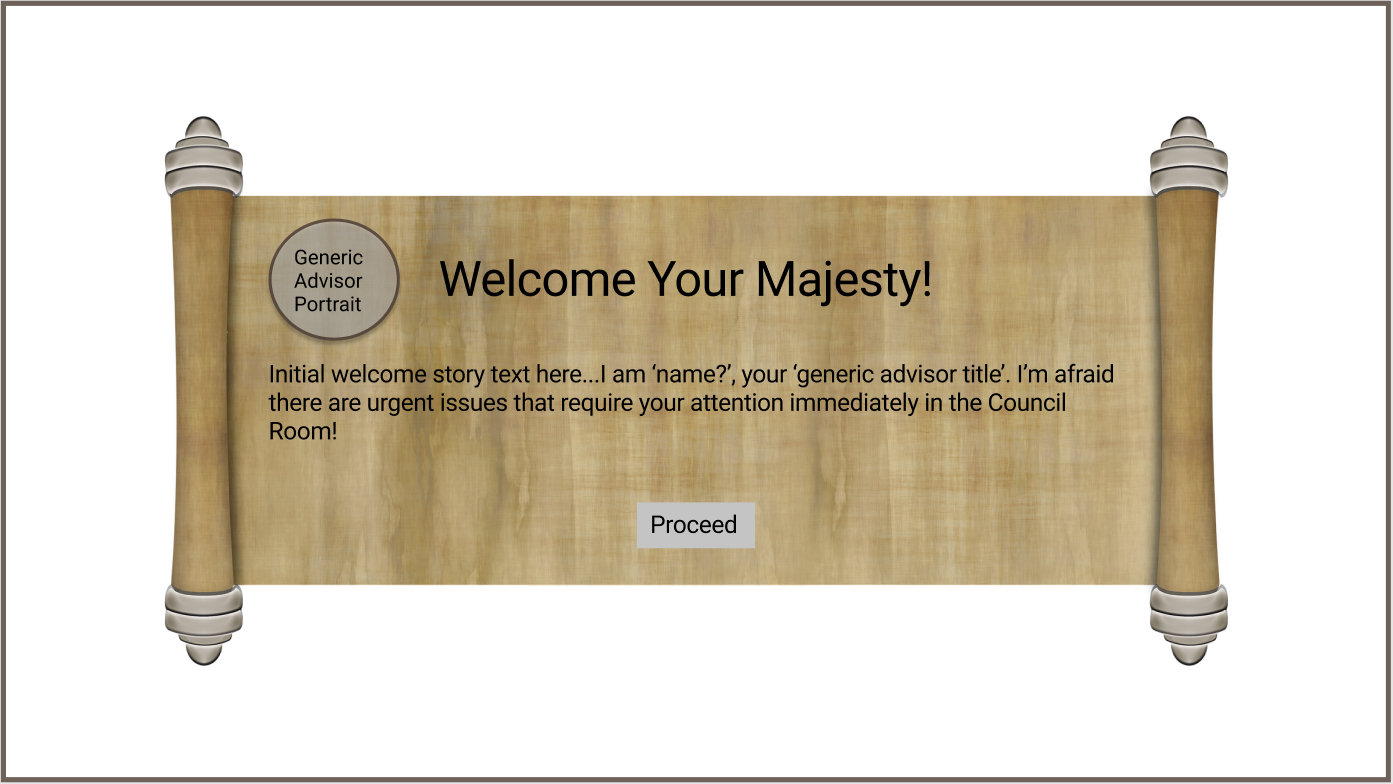 Generic
Advisor
Portrait
Welcome Your Majesty!
Initial welcome story text here...I am ‘name?’, your ‘generic advisor title’. I’m afraid
there are urgent issues that require your attention immediately in the Council
Room!
Proceed